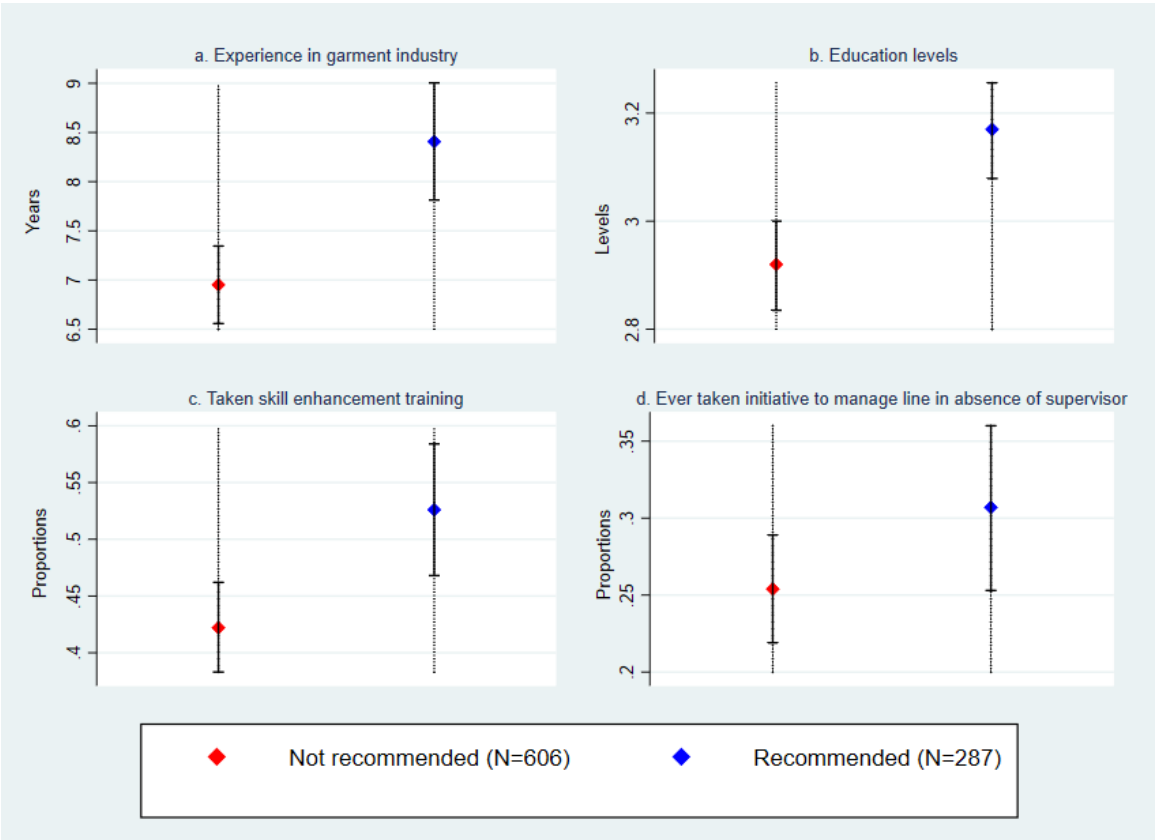 a. Experience in garment industry
Years
9
8.5
8
7.5
7
6.5
b. Education levels
Levels
3.2
3
2.8
c. Taken skill enhancement training
Proportions
.6
.55
.5
.45
.4
d. Ever taken initiative to manage line in absence of supervisor
Proportions
.35
.3
.25
.2
Not recommended (N=606)
Recommended (N=287)